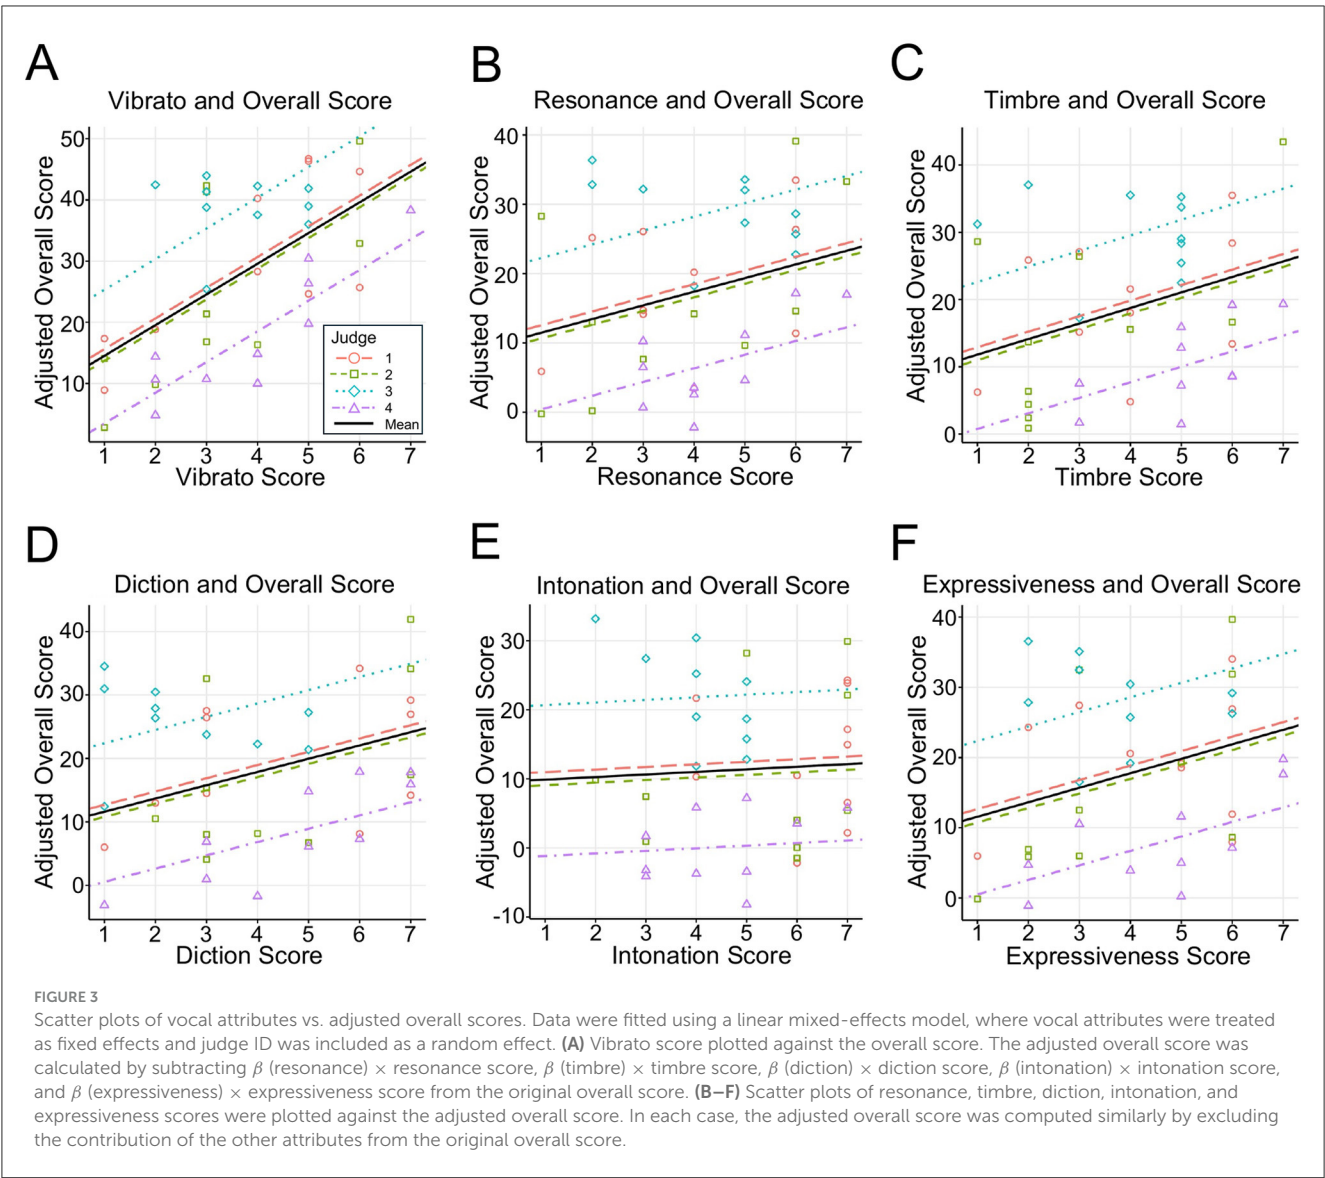 A
Vibrato and Overall Score
Adjusted Overall Score
50
40
30
20
10
Judge
1
2
3
4
Mean
1 2 3 4 5 6 7
Vibrato Score
B
Resonance and Overall Score
Adjusted Overall Score
40
30
20
10
0
1 2 3 4 5 6 7
Resonance Score
C
Timbre and Overall Score
Adjusted Overall Score
40
30
20
10
0
1 2 3 4 5 6 7
Timbre Score
D
Diction and Overall Score
Adjusted Overall Score
40
30
20
10
0
1 2 3 4 5 6 7
Diction Score
E
Intonation and Overall Score
Adjusted Overall Score
30
20
10
0
-10
1 2 3 4 5 6 7
Intonation Score
F
Expressiveness and Overall Score
Adjusted Overall Score
40
30
20
10
0
1 2 3 4 5 6 7
Expressiveness Score
FIGURE 3
Scatter plots of vocal attributes vs. adjusted overall scores. Data were fitted using a linear mixed-effects model, where vocal attributes were treated
as fixed effects and judge ID was included as a random effect. (A) Vibrato score plotted against the overall score. The adjusted overall score was
calculated by subtracting β (resonance) × resonance score, β (timbre) × timbre score, β (diction) × diction score, β (intonation) × intonation score,
and β (expressiveness) × expressiveness score from the original overall score. (B–F) Scatter plots of resonance, timbre, diction, intonation, and
expressiveness scores were plotted against the adjusted overall score. In each case, the adjusted overall score was computed similarly by excluding
the contribution of the other attributes from the original overall score.